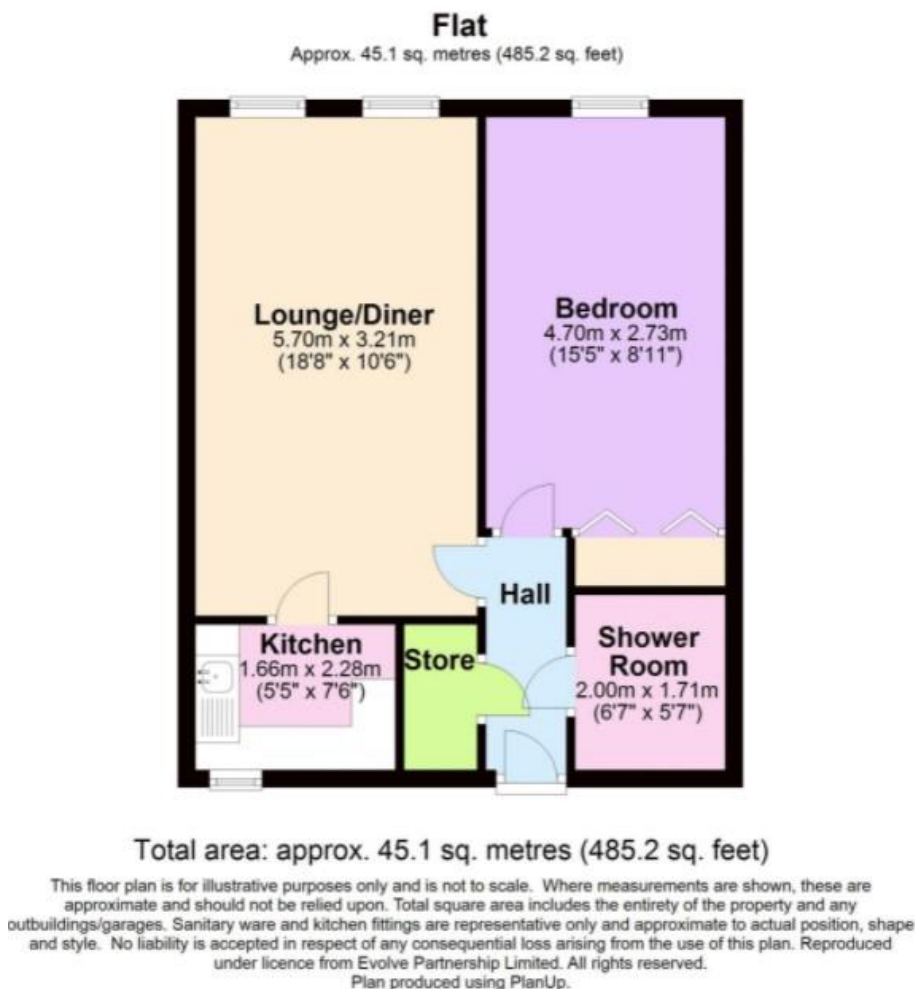 Flat
Approx. 45.1 sq. metres (485.2 sq. feet)
Lounge/Diner
5.70m x 3.21m
(18'8" x 10'6")
Bedroom
4.70m x 2.73m
(15'5" x 8'11")
Hall
Kitchen
1.66m x 2.28m
(5'5" x 7'6")
Store
Shower
Room
2.00m x 1.71m
(6'7" x 5'7")
Total area: approx. 45.1 sq. metres (485.2 sq. feet)
This floor plan is for illustrative purposes only and is not to scale. Where measurements are shown, these are
approximate and should not be relied upon. Total square area includes the entirety of the property and any
outbuildings/garages. Sanitary ware and kitchen fittings are representative only and approximate to actual position, shape
and style. No liability is accepted in respect of any consequential loss arising from the use of this plan. Reproduced
under licence from Evolve Partnership Limited. All rights reserved.
Plan produced using PlanUp.